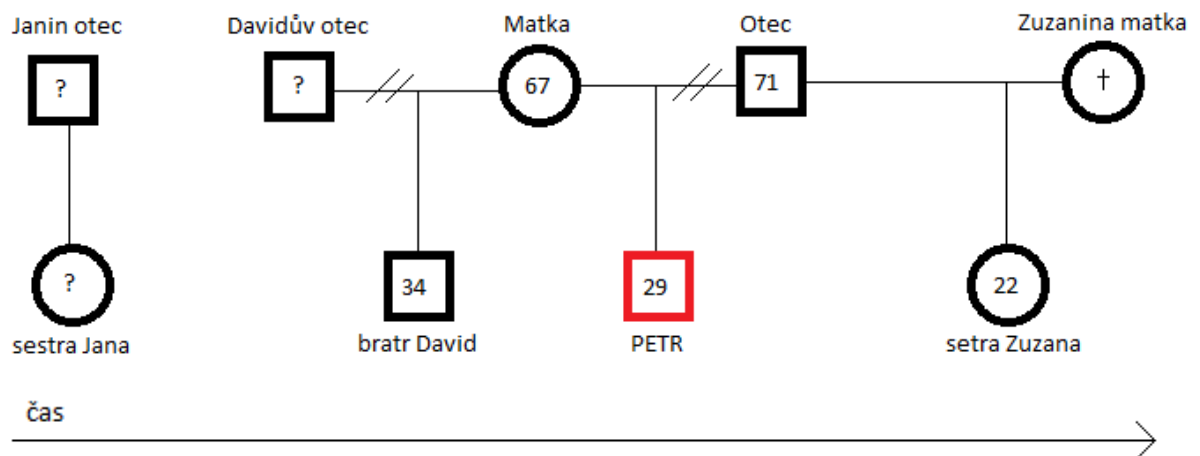 Janin otec
Davidův otec
Matka
Otec
Zuzanina matka
?
?
67
71
†
?
34
29
22
sestra Jana
bratr David
PETR
setra Zuzana
čas